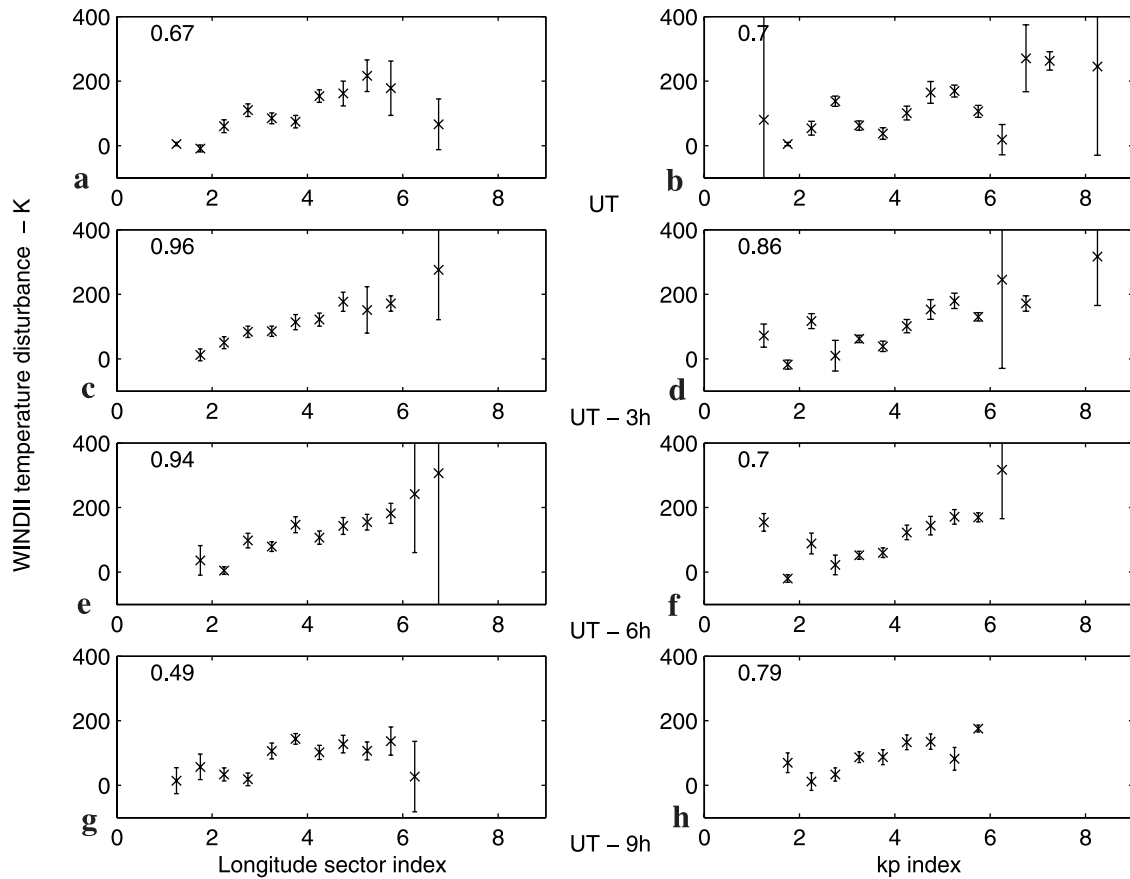 WINDII temperature disturbance – K
400
200
0
0.67
a
0 2 4 6 8
UT
400
200
0
0.7
b
0 2 4 6 8
400
200
0
0.96
c
0 2 4 6 8
UT – 3h
400
200
0
0.86
d
0 2 4 6 8
400
200
0
0.94
e
0 2 4 6 8
UT – 6h
400
200
0
0.7
f
0 2 4 6 8
400
200
0
0.49
g
0 2 4 6 8
Longitude sector index
UT – 9h
400
200
0
0.79
h
0 2 4 6 8
kp index